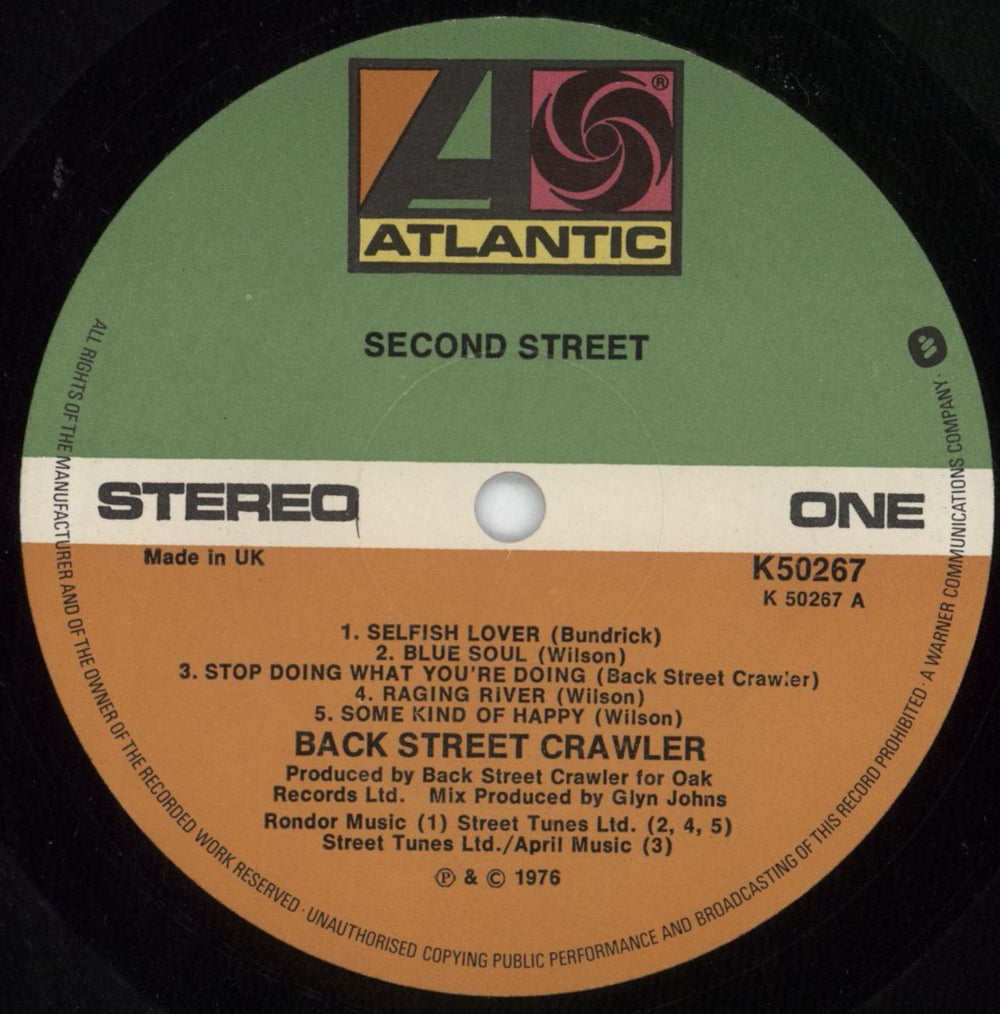 ®
ATLANTIC
SECOND STREET
STEREO
ONE
Made in UK
K50267
K 50267 A
1. SELFISH LOVER (Bundrick)
2. BLUE SOUL (Wilson)
3. STOP DOING WHAT YOU'RE DOING (Back Street Crawler)
4. RAGING RIVER (Wilson)
5. SOME KIND OF HAPPY (Wilson)
BACK STREET CRAWLER
Produced by Back Street Crawler for Oak
Records Ltd. Mix Produced by Glyn Johns
Rondor Music (1) Street Tunes Ltd. (2, 4, 5)
Street Tunes Ltd./April Music (3)
℗ & © 1976
ALL RIGHTS OF THE MANUFACTURER AND OF THE OWNER OF THE RECORDED WORK RESERVED · UNAUTHORISED COPYING PUBLIC PERFORMANCE AND BROADCASTING OF THIS RECORD PROHIBITED · A WARNER COMMUNICATIONS COMPANY ·